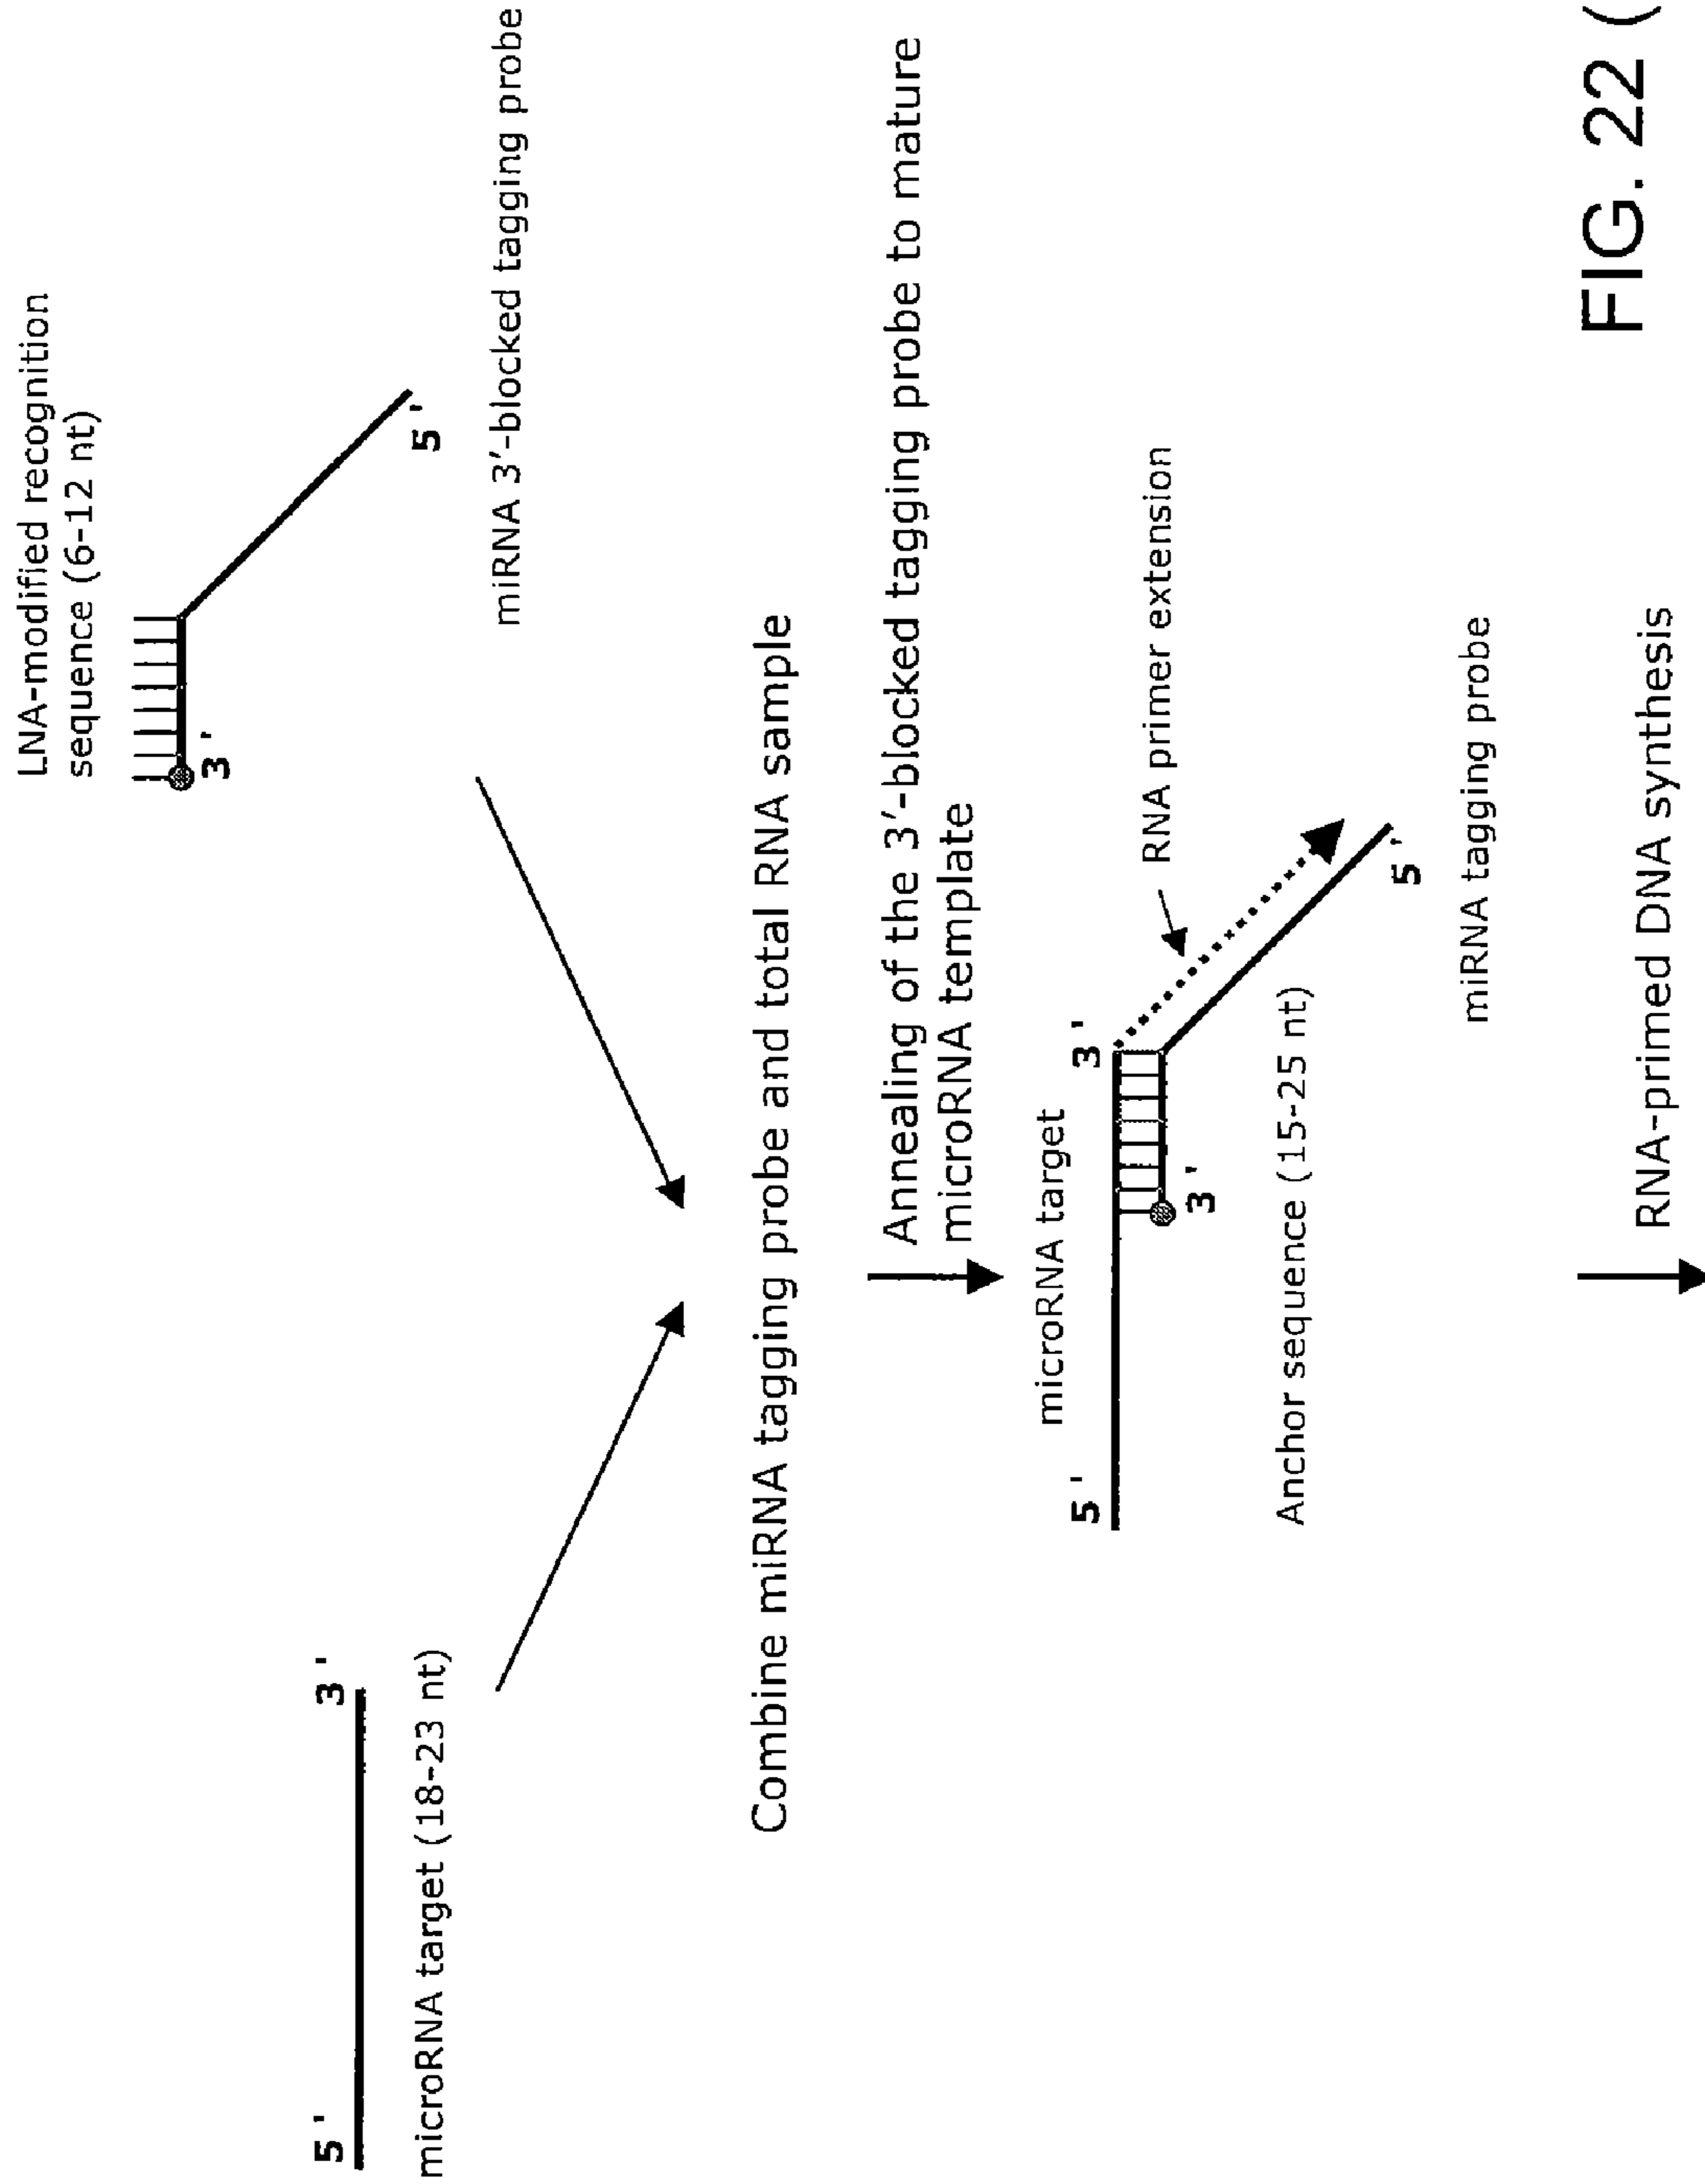 LNA-modified recognition
sequence (6-12 nt)
5'
3'
3'
microRNA target (18-23 nt)
5'
miRNA 3'-blocked tagging probe
Combine miRNA tagging probe and total RNA sample
Annealing of the 3'-blocked tagging probe to mature
microRNA template
microRNA target
5'
3'
RNA primer extension
3'
Anchor sequence (15-25 nt)
5'
miRNA tagging probe
RNA-primed DNA synthesis
FIG. 22 (